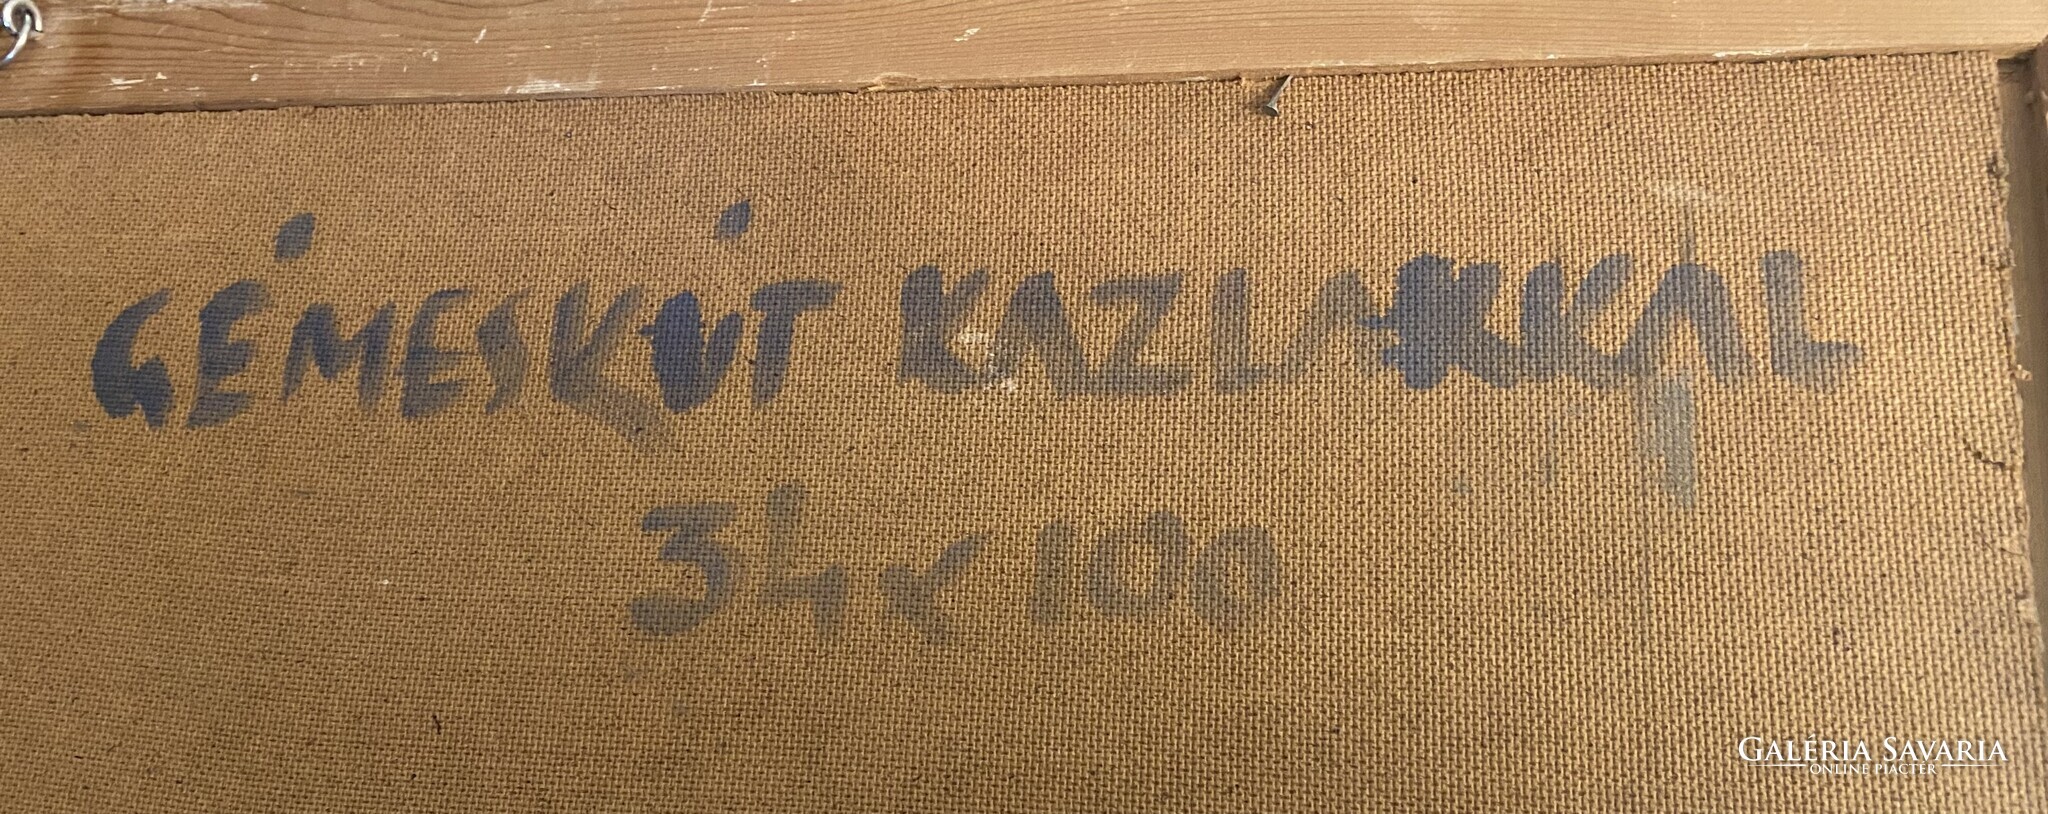 GÉMESKÚT KAZLAKKAL
34 x 100
GALÉRIA SAVARIA
ONLINE PIACTÉR